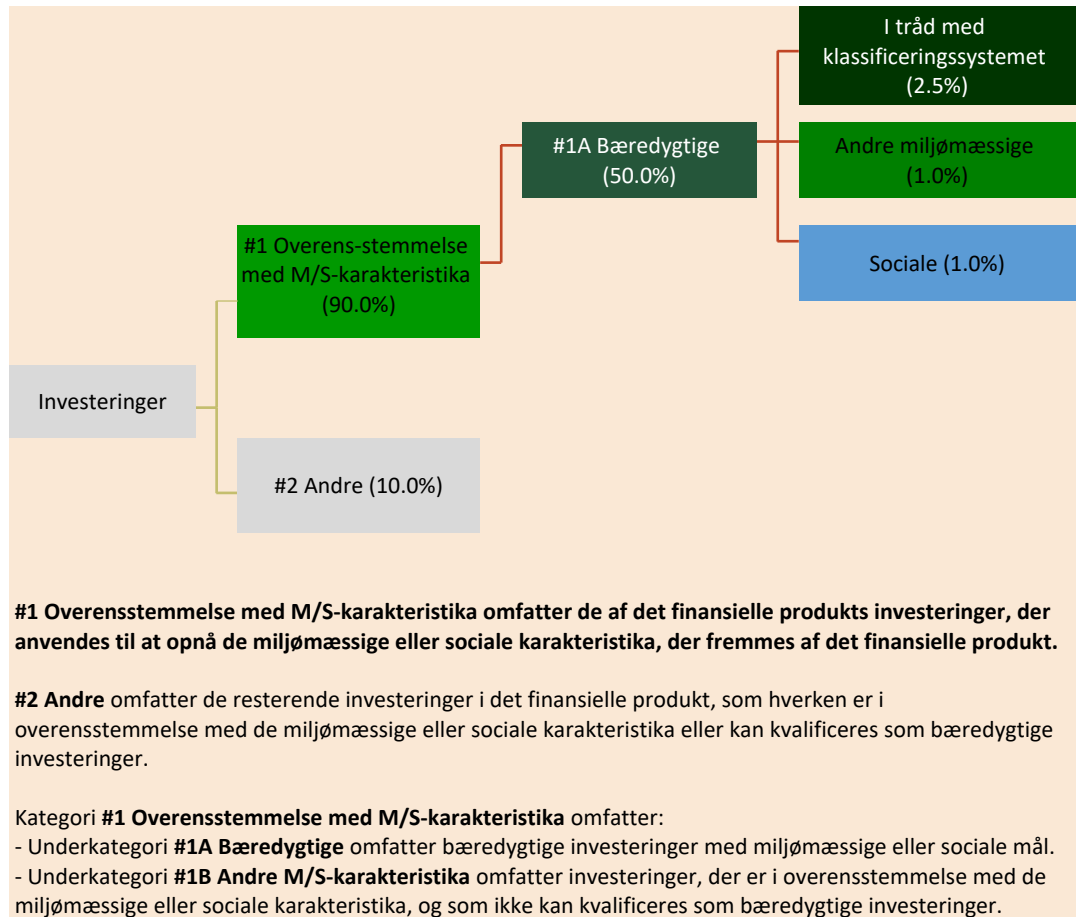 I tråd med
klassificeringssystemet
(2.5%)
#1A Bæredygtige
(50.0%)
Andre miljømæssige
(1.0%)
#1 Overens-stemmelse
med M/S-karakteristika
(90.0%)
Sociale (1.0%)
Investeringer
#2 Andre (10.0%)
#1 Overensstemmelse med M/S-karakteristika omfatter de af det finansielle produkts investeringer, der
anvendes til at opnå de miljømæssige eller sociale karakteristika, der fremmes af det finansielle produkt.
#2 Andre omfatter de resterende investeringer i det finansielle produkt, som hverken er i
overensstemmelse med de miljømæssige eller sociale karakteristika eller kan kvalificeres som bæredygtige
investeringer.
Kategori #1 Overensstemmelse med M/S-karakteristika omfatter:
- Underkategori #1A Bæredygtige omfatter bæredygtige investeringer med miljømæssige eller sociale mål.
- Underkategori #1B Andre M/S-karakteristika omfatter investeringer, der er i overensstemmelse med de
miljømæssige eller sociale karakteristika, og som ikke kan kvalificeres som bæredygtige investeringer.